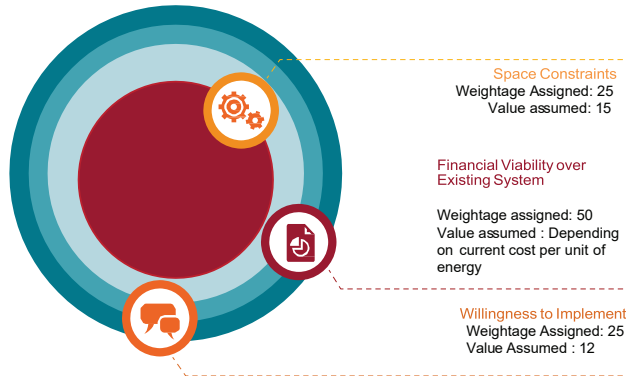 Space Constraints
Weightage Assigned: 25
Value assumed: 15
Financial Viability over
Existing System
Weightage assigned: 50
Value assumed : Depending
on current cost per unit of
energy
Willingness to Implement
Weightage Assigned: 25
Value Assumed : 12